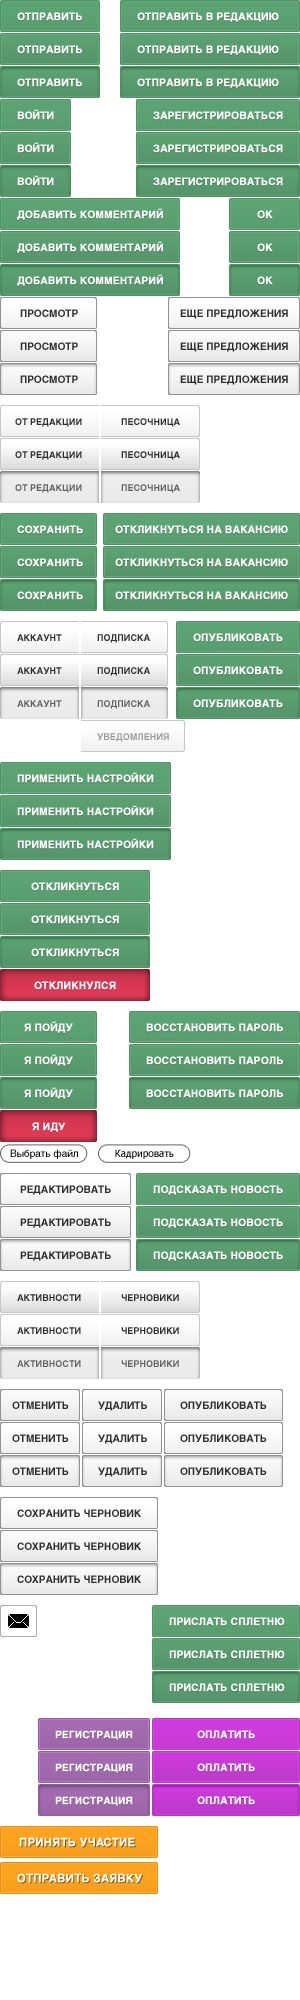 ОТПРАВИТЬ ОТПРАВИТЬ В РЕДАКЦИЮ
ОТПРАВИТЬ ОТПРАВИТЬ В РЕДАКЦИЮ
ОТПРАВИТЬ ОТПРАВИТЬ В РЕДАКЦИЮ
ВОЙТИ ЗАРЕГИСТРИРОВАТЬСЯ
ВОЙТИ ЗАРЕГИСТРИРОВАТЬСЯ
ВОЙТИ ЗАРЕГИСТРИРОВАТЬСЯ
ДОБАВИТЬ КОММЕНТАРИЙ ОК
ДОБАВИТЬ КОММЕНТАРИЙ ОК
ДОБАВИТЬ КОММЕНТАРИЙ ОК
ПРОСМОТР ЕЩЕ ПРЕДЛОЖЕНИЯ
ПРОСМОТР ЕЩЕ ПРЕДЛОЖЕНИЯ
ПРОСМОТР ЕЩЕ ПРЕДЛОЖЕНИЯ
ОТ РЕДАКЦИИ ПЕСОЧНИЦА
ОТ РЕДАКЦИИ ПЕСОЧНИЦА
ОТ РЕДАКЦИИ ПЕСОЧНИЦА
СОХРАНИТЬ ОТКЛИКНУТЬСЯ НА ВАКАНСИЮ
СОХРАНИТЬ ОТКЛИКНУТЬСЯ НА ВАКАНСИЮ
СОХРАНИТЬ ОТКЛИКНУТЬСЯ НА ВАКАНСИЮ
АККАУНТ ПОДПИСКА ОПУБЛИКОВАТЬ
АККАУНТ ПОДПИСКА ОПУБЛИКОВАТЬ
АККАУНТ ПОДПИСКА ОПУБЛИКОВАТЬ
УВЕДОМЛЕНИЯ
ПРИМЕНИТЬ НАСТРОЙКИ
ПРИМЕНИТЬ НАСТРОЙКИ
ПРИМЕНИТЬ НАСТРОЙКИ
ОТКЛИКНУТЬСЯ
ОТКЛИКНУТЬСЯ
ОТКЛИКНУТЬСЯ
ОТКЛИКНУЛСЯ
Я ПОЙДУ ВОССТАНОВИТЬ ПАРОЛЬ
Я ПОЙДУ ВОССТАНОВИТЬ ПАРОЛЬ
Я ПОЙДУ ВОССТАНОВИТЬ ПАРОЛЬ
Я ИДУ
Выбрать файл Кадрировать
РЕДАКТИРОВАТЬ ПОДСКАЗАТЬ НОВОСТЬ
РЕДАКТИРОВАТЬ ПОДСКАЗАТЬ НОВОСТЬ
РЕДАКТИРОВАТЬ ПОДСКАЗАТЬ НОВОСТЬ
АКТИВНОСТИ ЧЕРНОВИКИ
АКТИВНОСТИ ЧЕРНОВИКИ
АКТИВНОСТИ ЧЕРНОВИКИ
ОТМЕНИТЬ УДАЛИТЬ ОПУБЛИКОВАТЬ
ОТМЕНИТЬ УДАЛИТЬ ОПУБЛИКОВАТЬ
ОТМЕНИТЬ УДАЛИТЬ ОПУБЛИКОВАТЬ
СОХРАНИТЬ ЧЕРНОВИК
СОХРАНИТЬ ЧЕРНОВИК
СОХРАНИТЬ ЧЕРНОВИК
ПРИСЛАТЬ СПЛЕТНЮ
ПРИСЛАТЬ СПЛЕТНЮ
ПРИСЛАТЬ СПЛЕТНЮ
РЕГИСТРАЦИЯ ОПЛАТИТЬ
РЕГИСТРАЦИЯ ОПЛАТИТЬ
РЕГИСТРАЦИЯ ОПЛАТИТЬ
ПРИНЯТЬ УЧАСТИЕ
ОТПРАВИТЬ ЗАЯВКУ